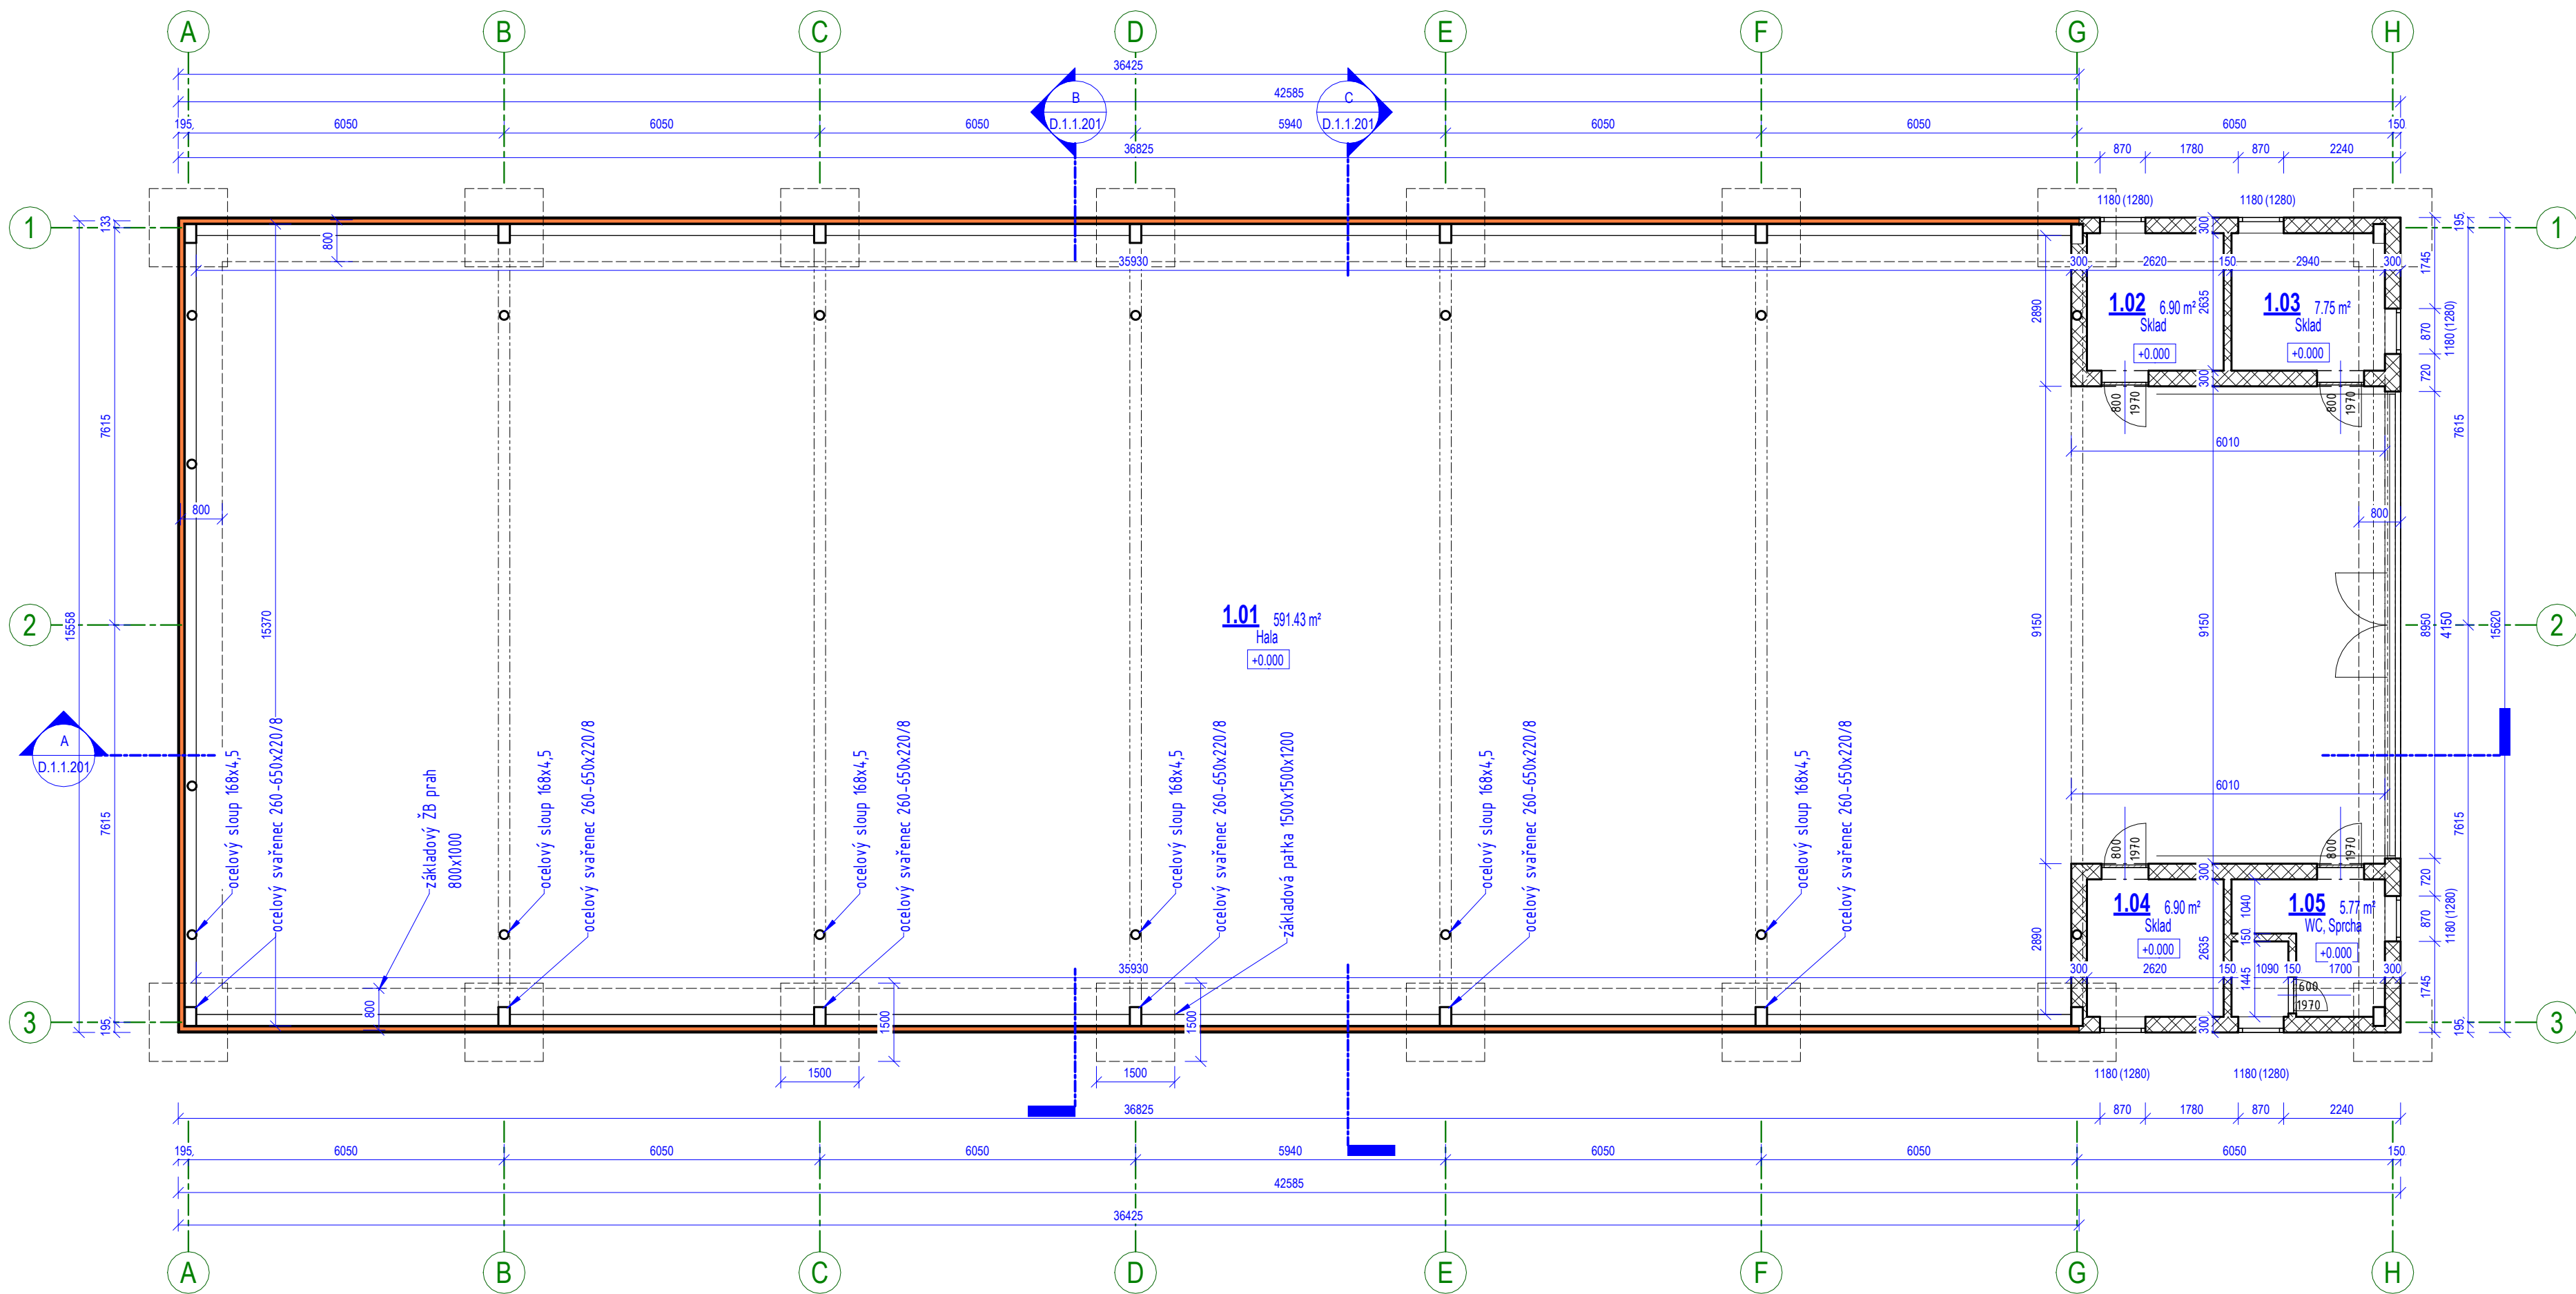 A B C D E F G H
36425
42585
195 6050 6050 6050 5940 6050 6050 6050 150
36825 870 1780 870 2240
B
D.1.1.201
C
D.1.1.201
1180 (1280) 1180 (1280)
1 1
133 195
800
300
35930
300 2620 150 2940 300
1745
2890
2635
1.02 6.90 m²
Sklad
+0.000
1.03 7.75 m²
Sklad
+0.000
870
1180 (1280)
720
300
800
1970
800
1970
7615
7615
6010
800
800
2 2
15558
15370
9150
9150
8950
4150
15620
1.01 591.43 m²
Hala
+0.000
A
D.1.1.201
6010
7615
7615
ocelový sloup 168x4,5
ocelový svařenec 260-650x220/8
základový ŽB prah
800x1000
ocelový sloup 168x4,5
ocelový svařenec 260-650x220/8
ocelový sloup 168x4,5
ocelový svařenec 260-650x220/8
ocelový sloup 168x4,5
ocelový svařenec 260-650x220/8
základová patka 1500x1500x1200
ocelový sloup 168x4,5
ocelový svařenec 260-650x220/8
ocelový sloup 168x4,5
ocelový svařenec 260-650x220/8
800
1970
800
1970
300
720
1.04 6.90 m²
Sklad
+0.000
1.05 5.77 m²
WC, Sprcha
+0.000
1040
150
1445
870
1180 (1280)
2890
2635
35930
300 2620 150 1090 150 1700 300
600
1970
1745
800
1500
1500
3 3
195 300 195
1500 1500
1180 (1280) 1180 (1280)
36825 870 1780 870 2240
195 6050 6050 6050 5940 6050 6050 6050 150
42585
36425
A B C D E F G H